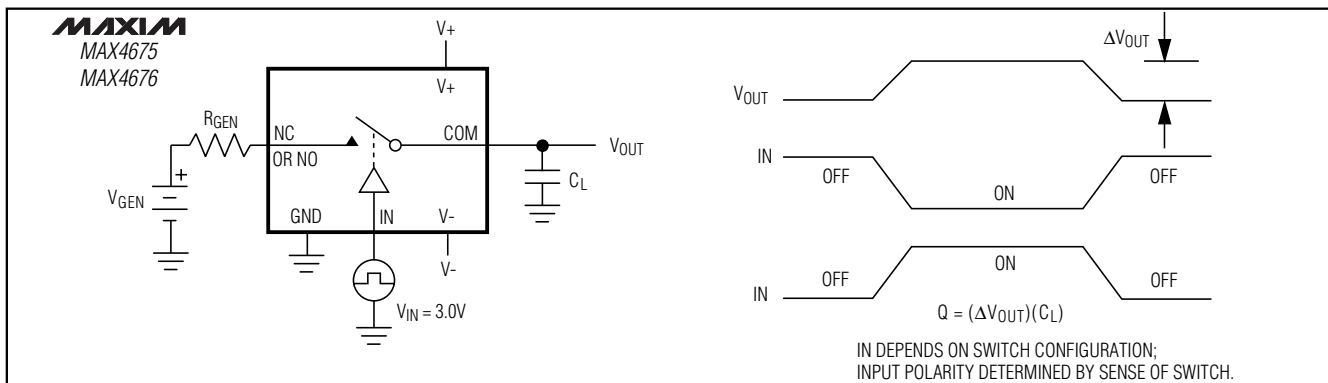 MAXIM
MAX4675
MAX4676
V+
V+
RGEN
NC
OR NO
COM
VOUT
VGEN
+
CL
GND
IN
V-
V-
VIN = 3.0V
ΔVOUT
VOUT
IN
OFF
ON
OFF
IN
OFF
ON
OFF
Q = (ΔVOUT)(CL)
IN DEPENDS ON SWITCH CONFIGURATION;
INPUT POLARITY DETERMINED BY SENSE OF SWITCH.